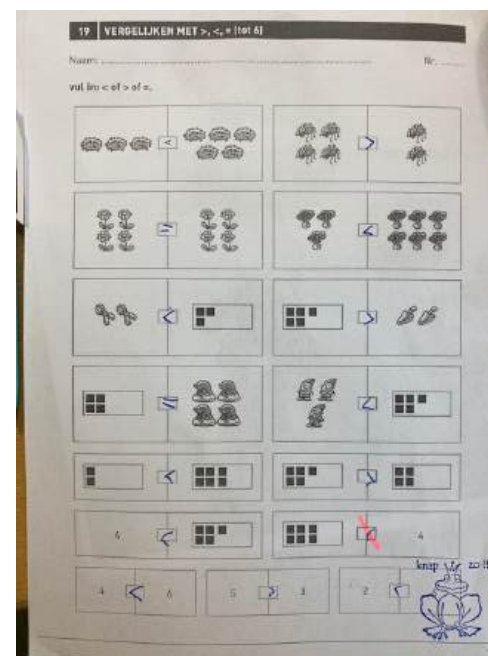 19 VERGELIJKEN MET >, <, = (tot 6)
Naam: Nr.
vul in: < of > of =.
< >
= <
< >
= <
< >
4 < < 4
knap zo!!
4 < 6 5 > 3 2 <